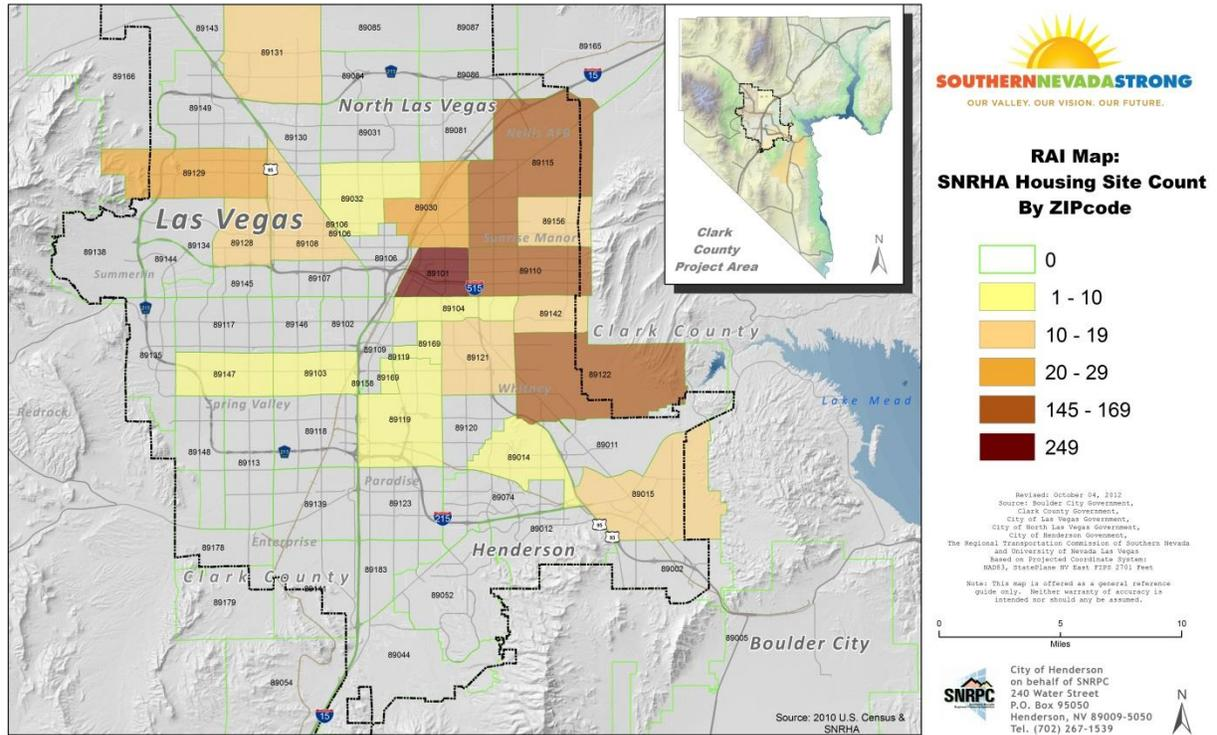 89143
89085
89087
89131
89165
89166
89084
215
89086
15
89149
North Las Vegas
89130
89031
89081
Nellis AFB
89115
95
89129
89032
89030
89156
Las Vegas
89106
89106
Sunrise Manor
89134
89128
89108
89138
89144
89106
Summerlin
89107
89101
89110
89145
515
215
89104
89142
89117
89146
89102
Clark County
89169
89109
89119
89121
89135
89147
89103
89158
89169
89122
Whitney
Lake Mead
Spring Valley
Redrock
89119
89118
89120
89011
89148
215
89014
89113
Paradise
89015
89139
89123
89074
215
95
93
89012
Enterprise
89178
Henderson
Clark County
89183
89002
89179
89052
89005
Boulder City
89044
89054
15
Source: 2010 U.S. Census &
SNRHA
Clark
County
Project Area
N
SOUTHERNNEVADASTRONG
OUR VALLEY. OUR VISION. OUR FUTURE.
RAI Map:
SNRHA Housing Site Count
By ZIPcode
0
1 - 10
10 - 19
20 - 29
145 - 169
249
Revised: October 04, 2012
Source: Boulder City Government,
Clark County Government,
City of Las Vegas Government,
City of North Las Vegas Government,
City of Henderson Govenment,
The Regional Transportation Commission of Southern Nevada
and University of Nevada Las Vegas
Based on Projected Coordinate System:
NAD83, StatePlane NV East FIPS 2701 Feet
Note: This map is offered as a general reference
guide only. Neither warranty of accuracy is
intended nor should any be assumed.
0 5 10
Miles
SNRPC
City of Henderson
on behalf of SNRPC
240 Water Street
P.O. Box 95050
Henderson, NV 89009-5050
Tel. (702) 267-1539
N